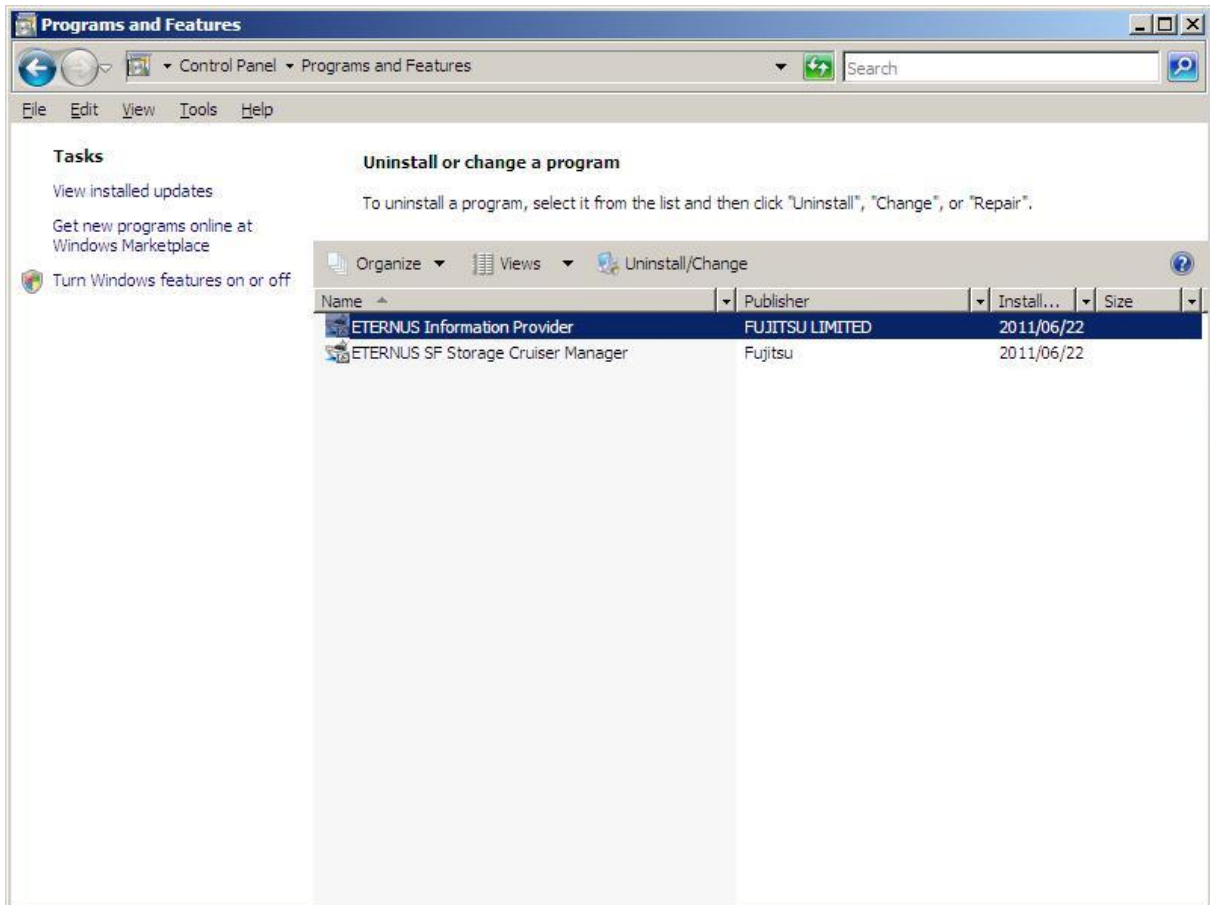 Programs and Features
Control Panel Programs and Features
Search
File Edit View Tools Help
Tasks
View installed updates
Get new programs online at
Windows Marketplace
Turn Windows features on or off
Uninstall or change a program
To uninstall a program, select it from the list and then click "Uninstall", "Change", or "Repair".
Organize Views Uninstall/Change
Name Publisher Install... Size
ETERNUS Information Provider FUJITSU LIMITED 2011/06/22
ETERNUS SF Storage Cruiser Manager Fujitsu 2011/06/22